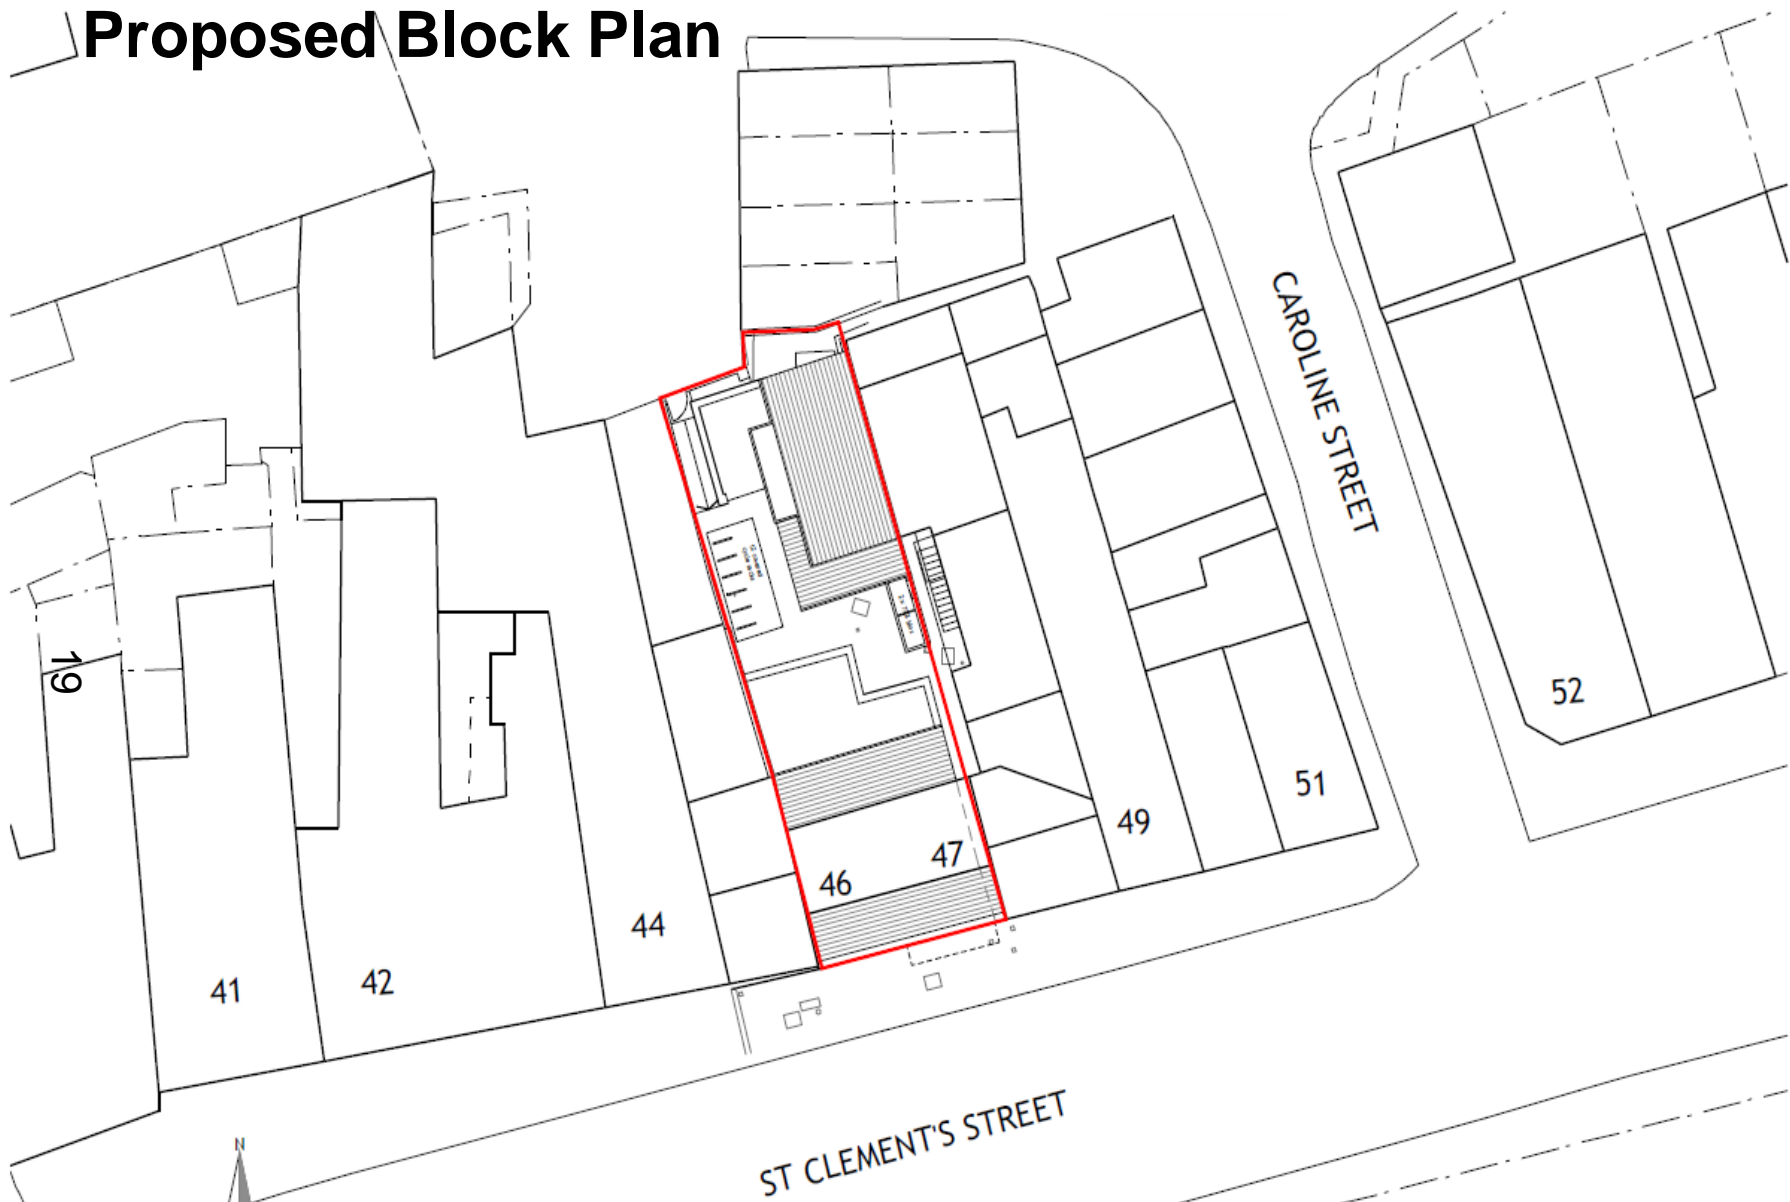 Proposed Block Plan
CAROLINE STREET
19
52
51
49
47
46
44
42
41
N
ST CLEMENT'S STREET